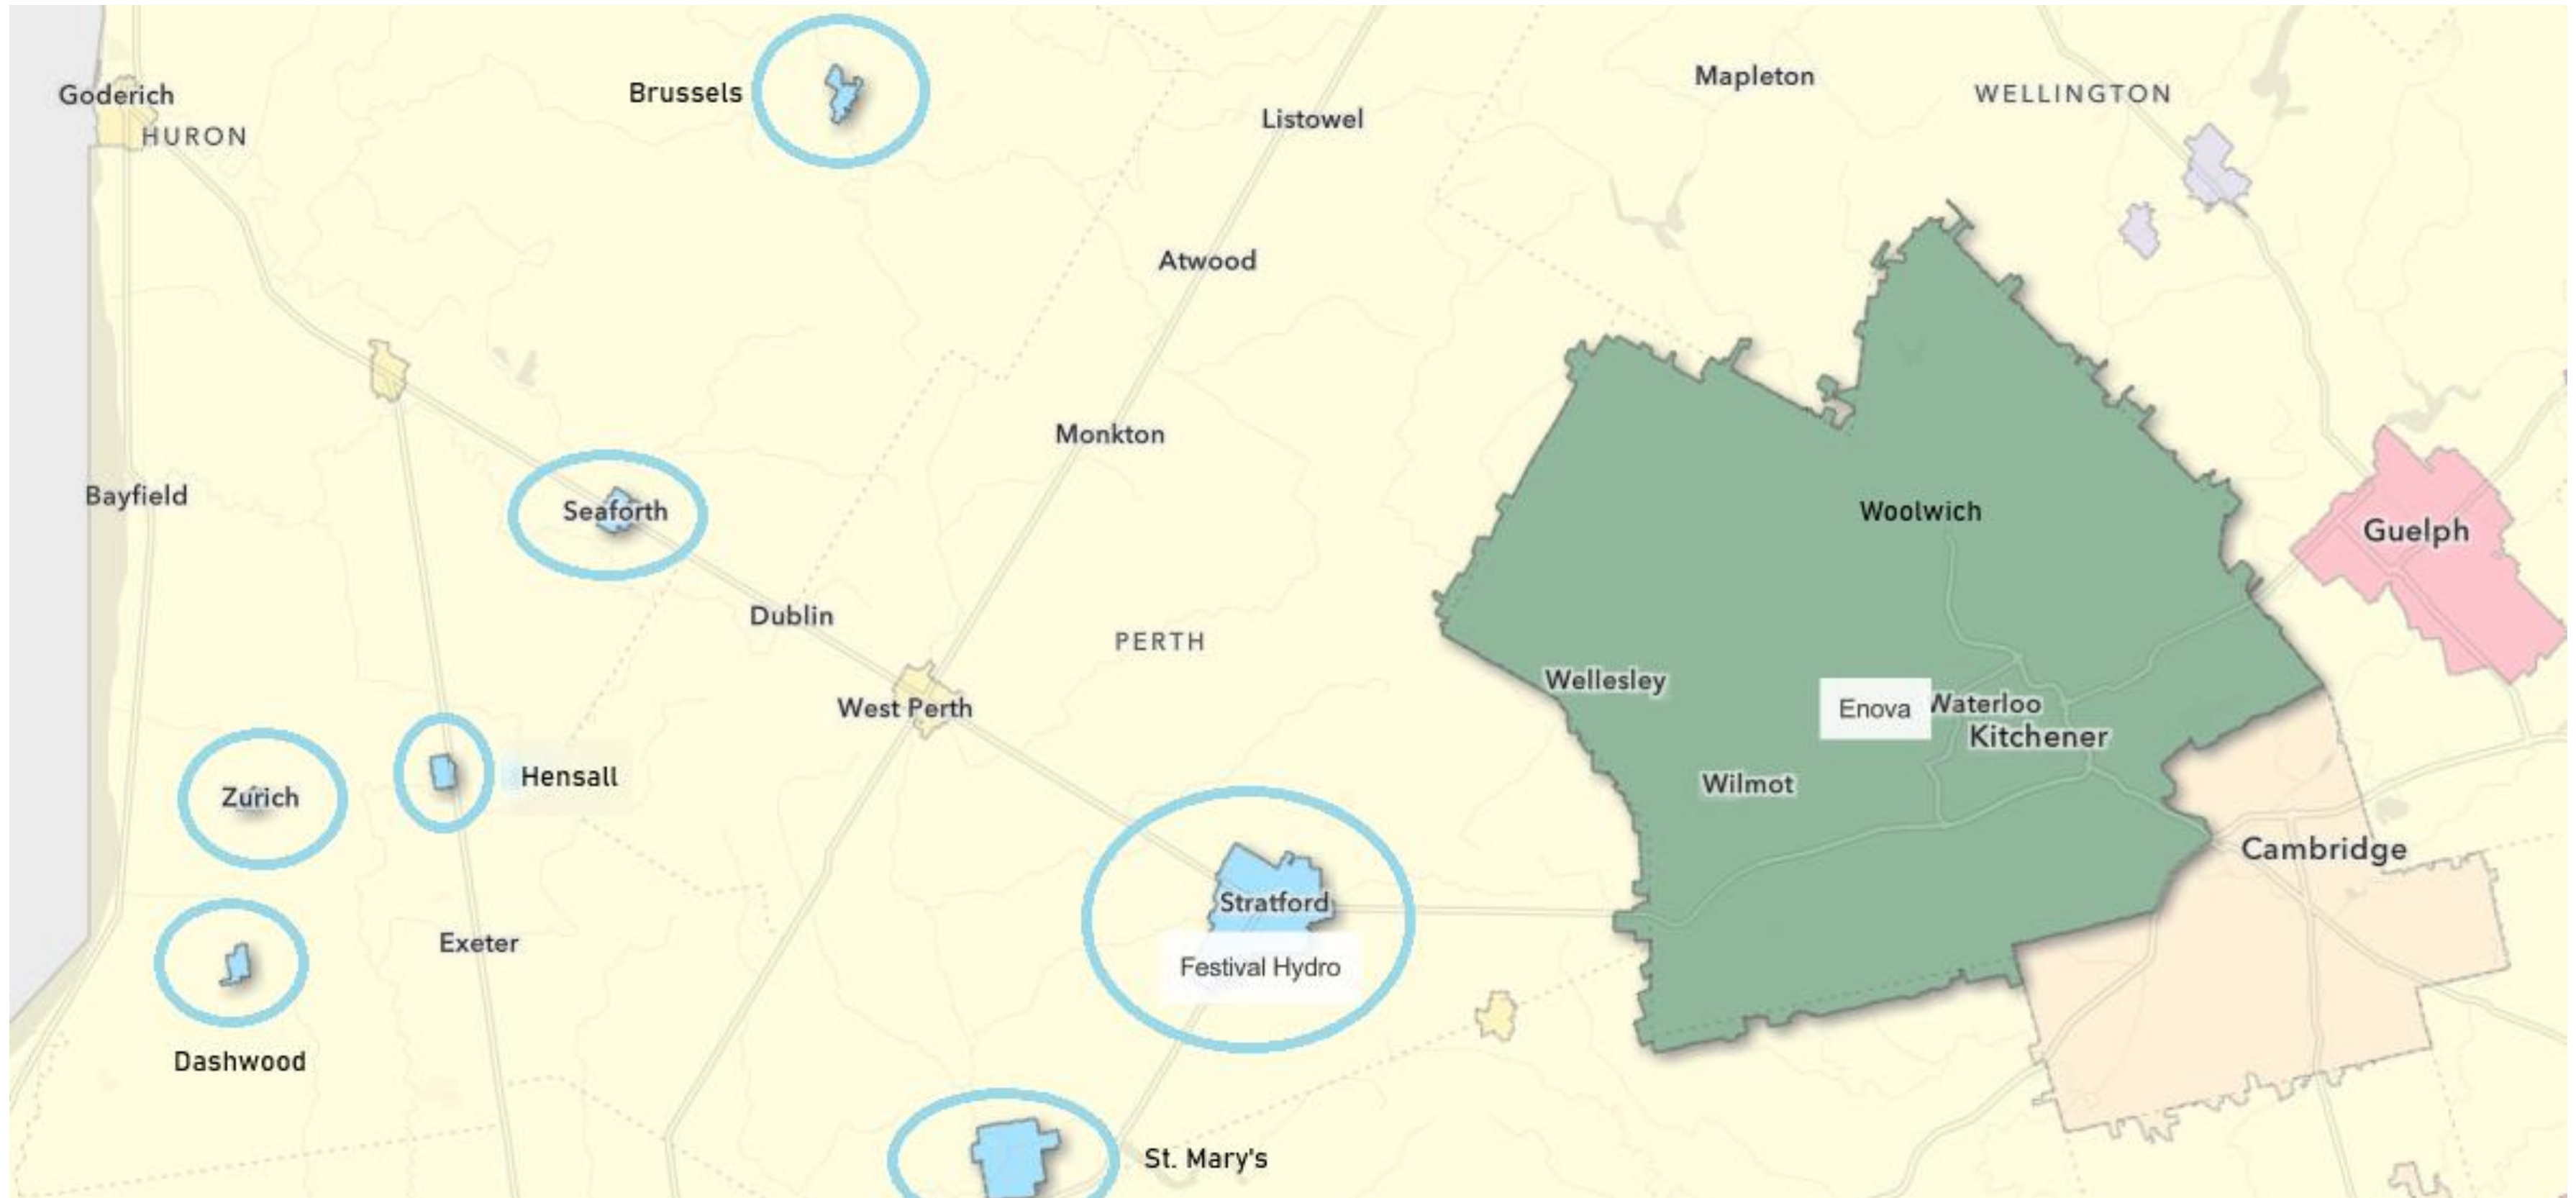 Mapleton
Brussels
WELLINGTON
Goderich
Listowel
HURON
Atwood
Monkton
Bayfield
Seaforth
Woolwich
Guelph
Dublin
PERTH
Wellesley
West Perth
Enova
Waterloo
Kitchener
Hensall
Wilmot
Zurich
Cambridge
Stratford
Exeter
Festival Hydro
Dashwood
St. Mary's